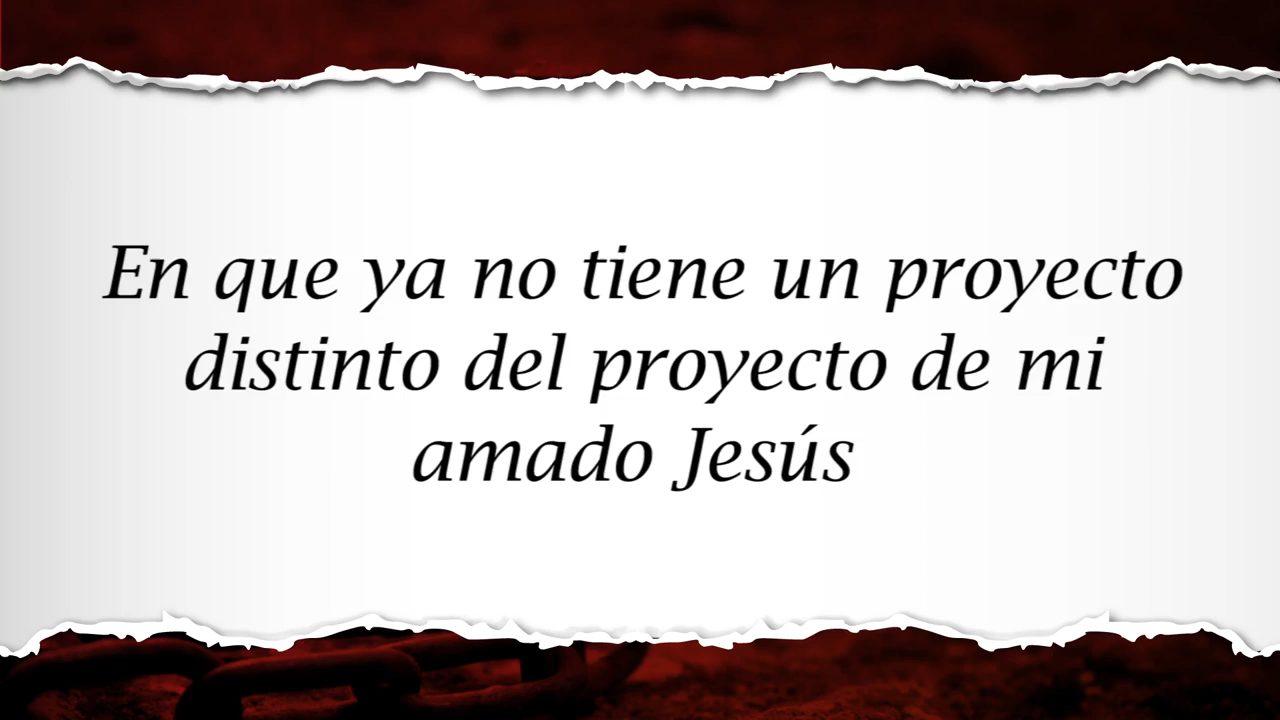 En que ya no tiene un proyecto
distinto del proyecto de mi
amado Jesús